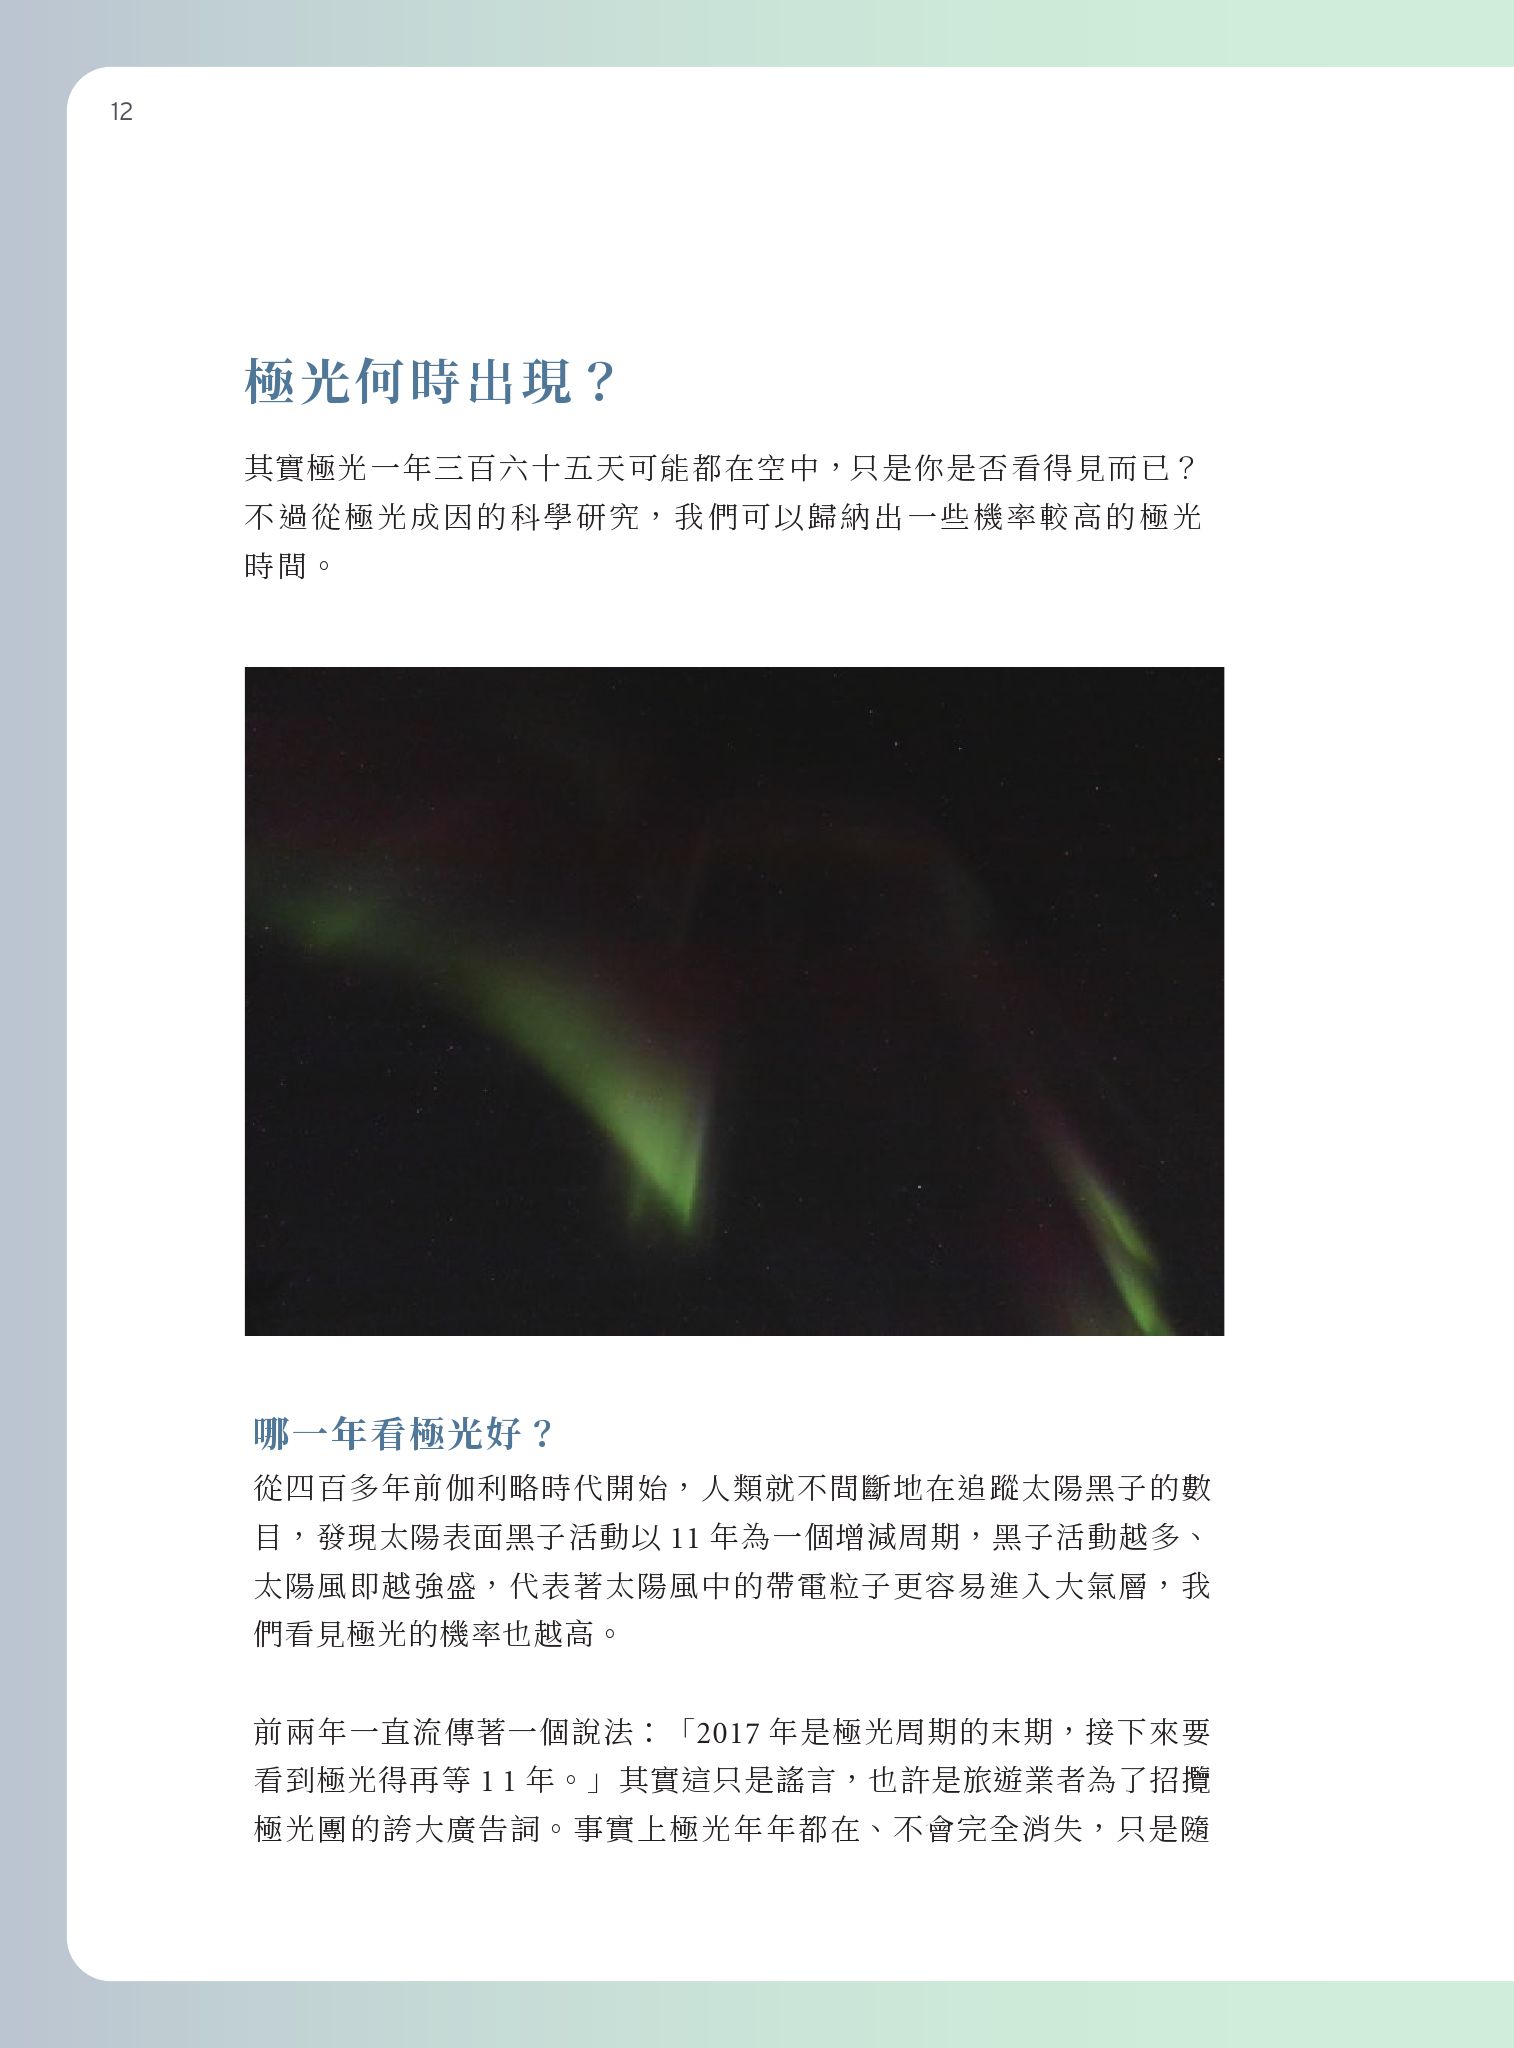 12
極光何時出現？
其實極光一年三百六十五天可能都在空中，只是你是否看得見而已？
不過從極光成因的科學研究，我們可以歸納出一些機率較高的極光
時間。
哪一年看極光好？
從四百多年前伽利略時代開始，人類就不間斷地在追蹤太陽黑子的數
目，發現太陽表面黑子活動以 11 年為一個增減周期，黑子活動越多、
太陽風即越強盛，代表著太陽風中的帶電粒子更容易進入大氣層，我
們看見極光的機率也越高。
前兩年一直流傳著一個說法：「2017 年是極光周期的末期，接下來要
看到極光得再等 1 1 年。」其實這只是謠言，也許是旅遊業者為了招攬
極光團的誇大廣告詞。事實上極光年年都在、不會完全消失，只是隨